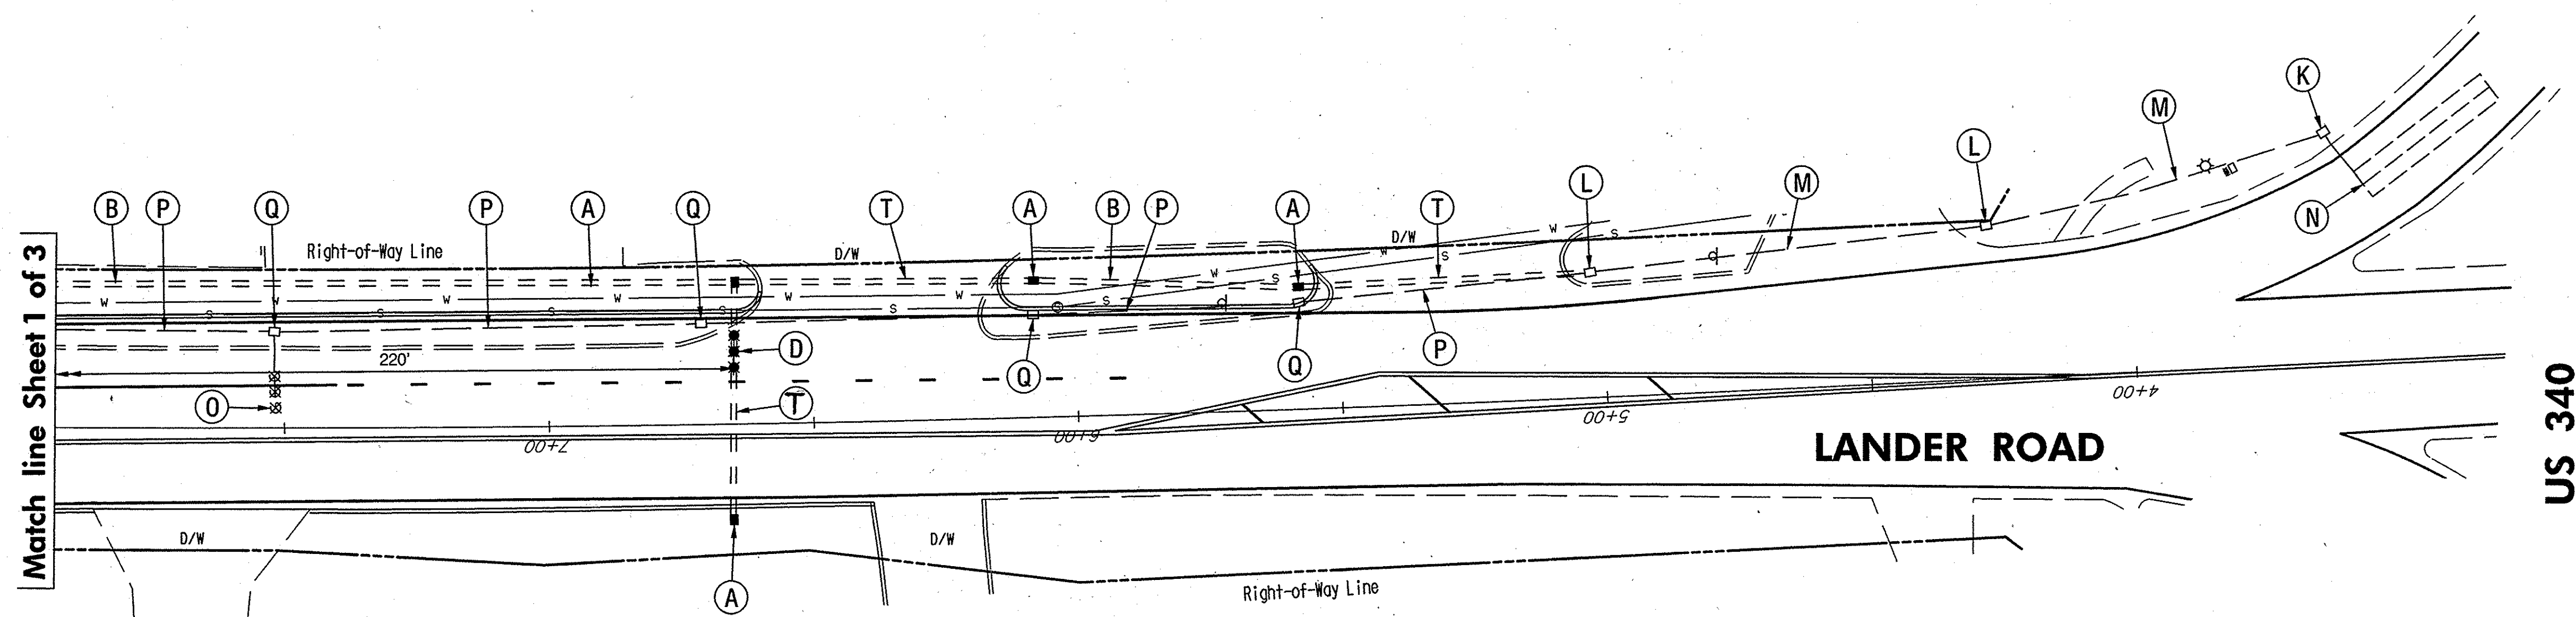 Match line Sheet 1 of 3
K
M
L
L
M
N
B P Q P A Q T A B P A T
Right-of-Way Line
D/W
D/W
w w w w w w w w w
s s s s s s s s
d d
Q
Q
P
D
220'
O
T
7+00
6+00
5+00
4+00
LANDER ROAD
US 340
D/W
D/W
A
Right-of-Way Line